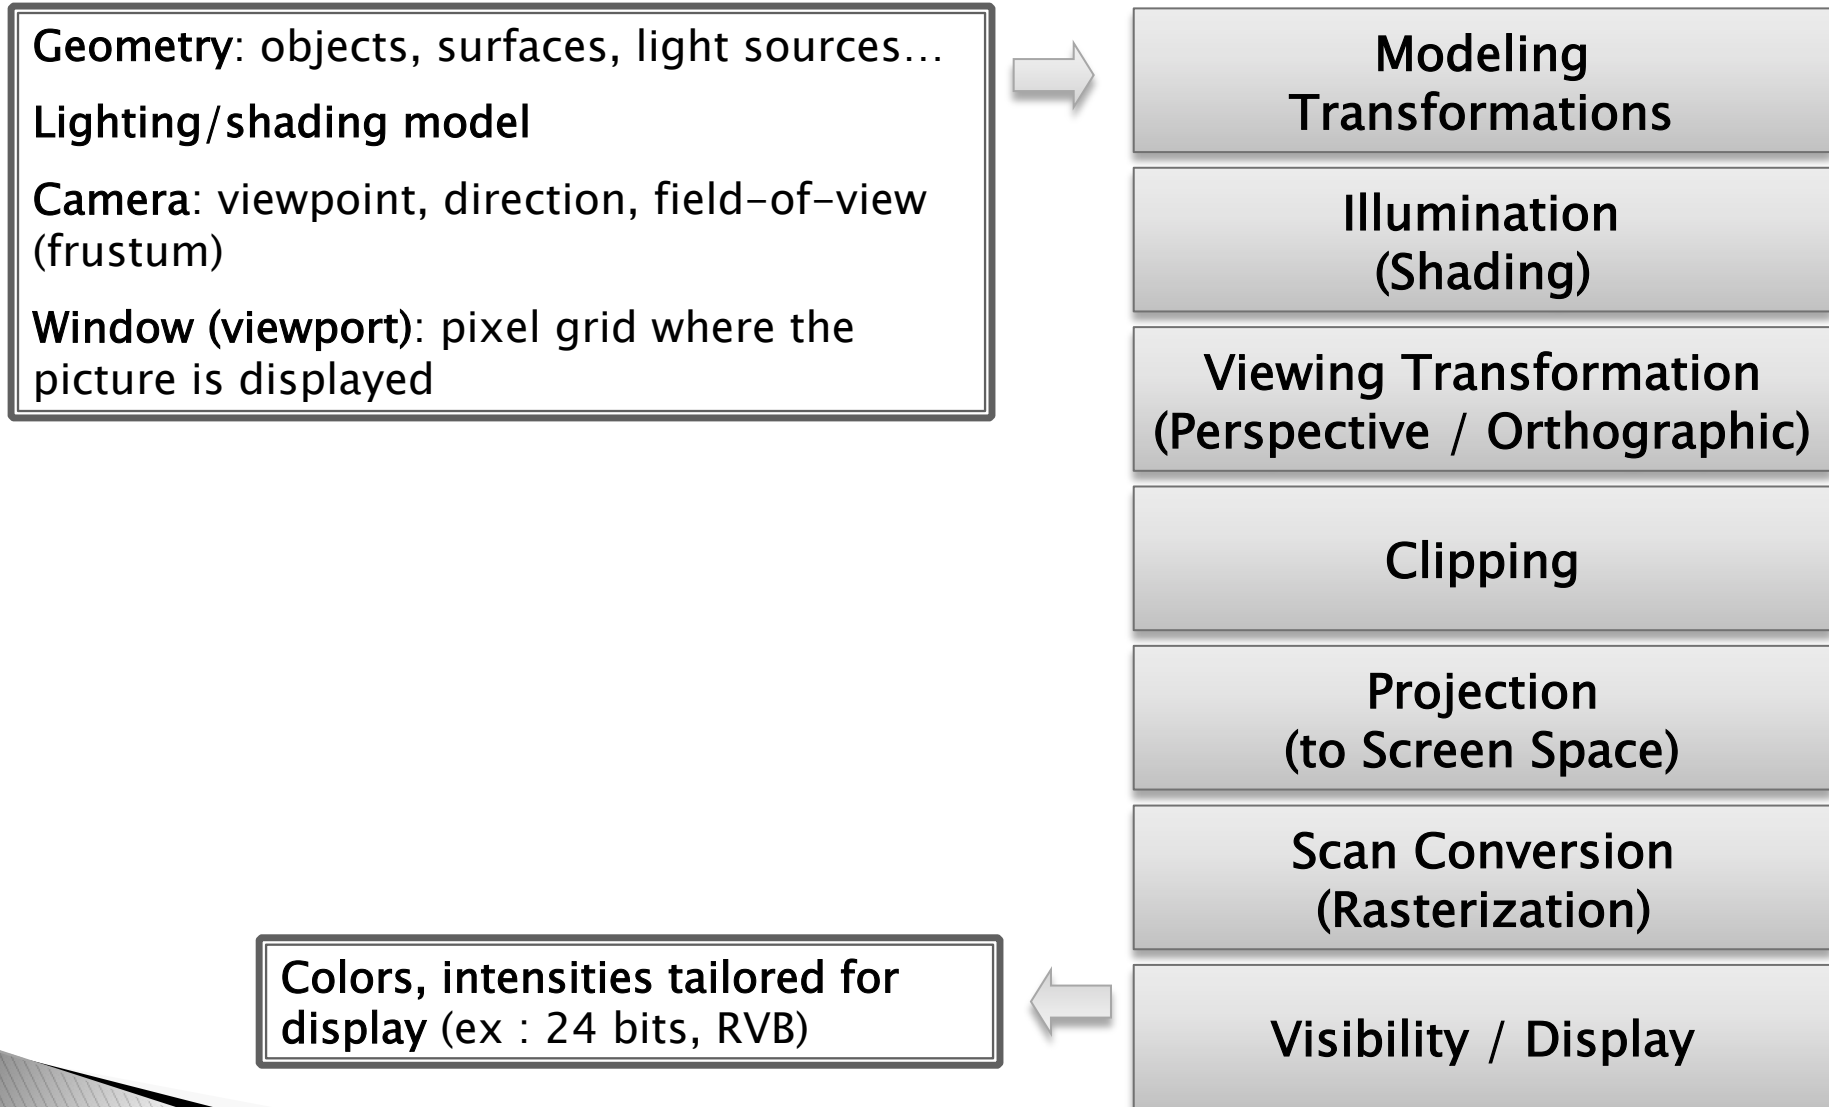 Geometry: objects, surfaces, light sources…
Lighting/shading model
Camera: viewpoint, direction, field-of-view
(frustum)
Window (viewport): pixel grid where the
picture is displayed
Modeling
Transformations
Illumination
(Shading)
Viewing Transformation
(Perspective / Orthographic)
Clipping
Projection
(to Screen Space)
Scan Conversion
(Rasterization)
Visibility / Display
Colors, intensities tailored for
display (ex : 24 bits, RVB)